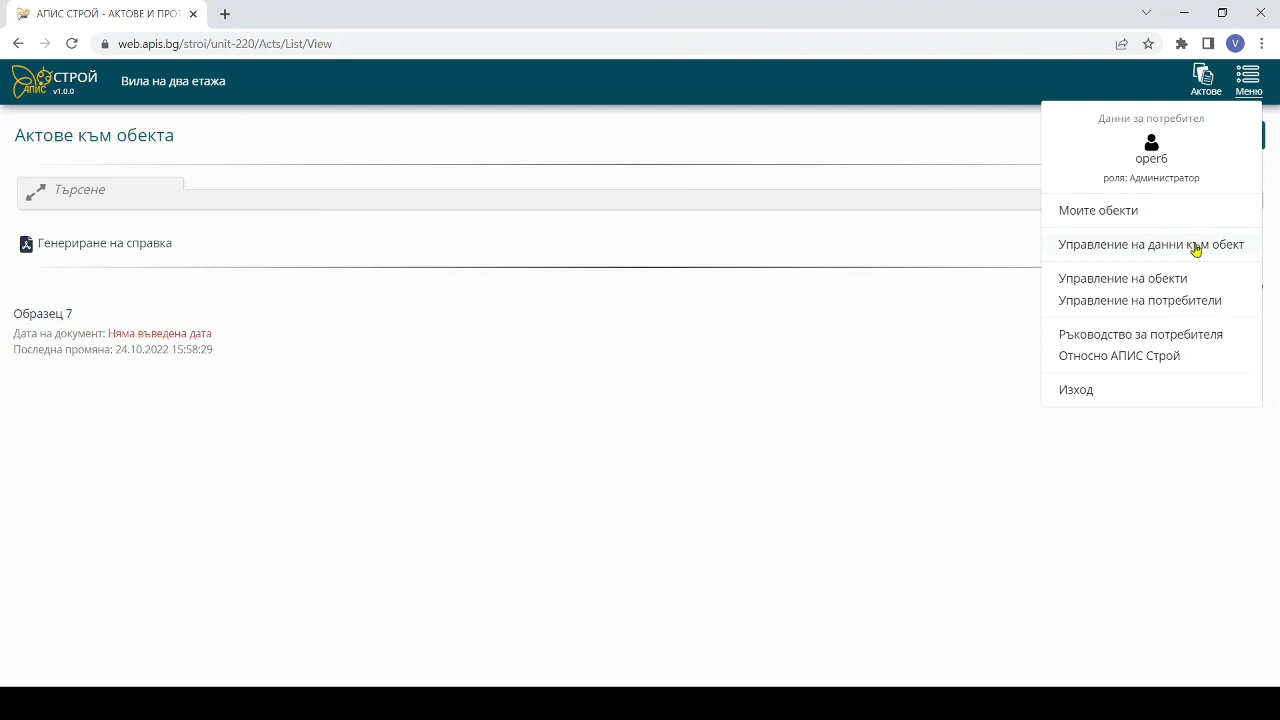 АПИС СТРОЙ - АКТОВЕ И ПРОТ
web.apis.bg/stroi/unit-220/Acts/List/View
V
АПИС
СТРОЙ
v1.0.0
Вила на два етажа
Актове
Меню
Актове към обекта
Данни за потребител
oper6
роля: Администратор
Търсене
Моите обекти
Генериране на справка
Управление на данни към обект
Управление на обекти
Управление на потребители
Образец 7
Дата на документ: Няма въведена дата
Последна промяна: 24.10.2022 15:58:29
Ръководство за потребителя
Относно АПИС Строй
Изход